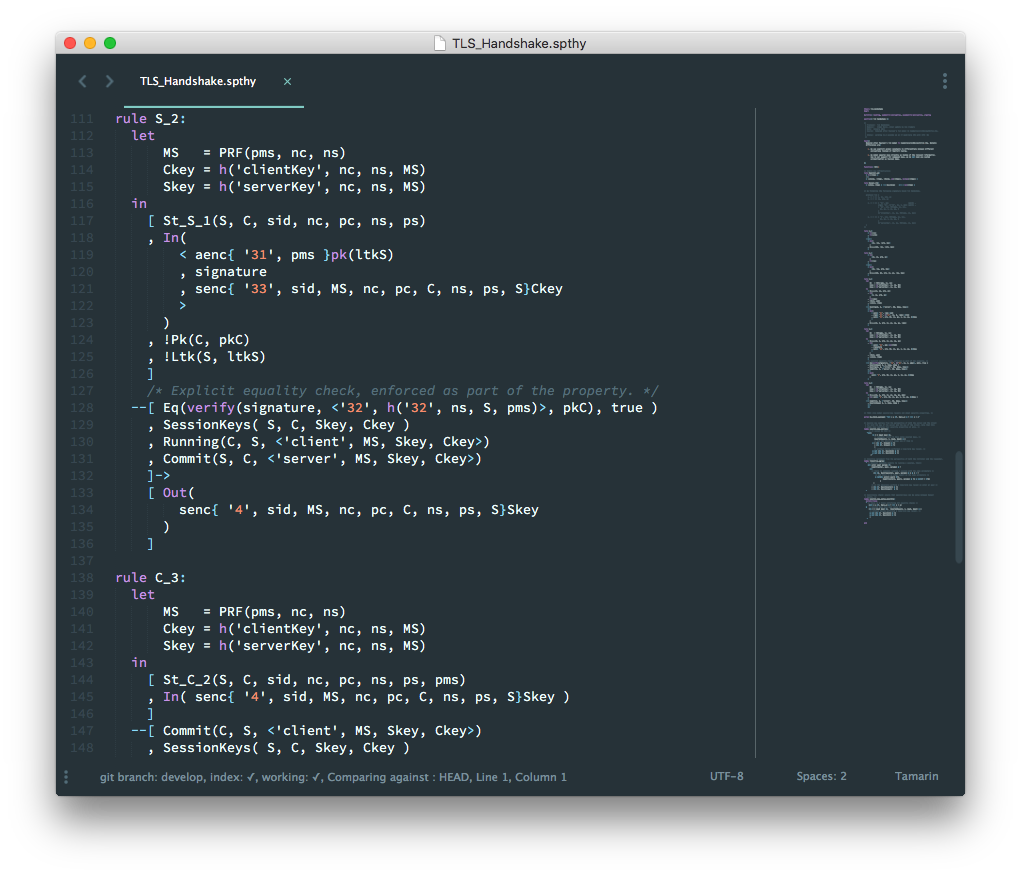 TLS_Handshake.spthy
TLS_Handshake.spthy ×
111 rule S_2:
112   let
113       MS   = PRF(pms, nc, ns)
114       Ckey = h('clientKey', nc, ns, MS)
115       Skey = h('serverKey', nc, ns, MS)
116   in
117     [ St_S_1(S, C, sid, nc, pc, ns, ps)
118     , In(
119         < aenc{ '31', pms }pk(ltkS)
120         , signature
121         , senc{ '33', sid, MS, nc, pc, C, ns, ps, S}Ckey
122         >
123       )
124     , !Pk(C, pkC)
125     , !Ltk(S, ltkS)
126     ]
127     /* Explicit equality check, enforced as part of the property. */
128   --[ Eq(verify(signature, <'32', h('32', ns, S, pms)>, pkC), true )
129     , SessionKeys( S, C, Skey, Ckey )
130     , Running(C, S, <'client', MS, Skey, Ckey>)
131     , Commit(S, C, <'server', MS, Skey, Ckey>)
132     ]->
133     [ Out(
134         senc{ '4', sid, MS, nc, pc, C, ns, ps, S}Skey
135       )
136     ]
137
138 rule C_3:
139   let
140       MS   = PRF(pms, nc, ns)
141       Ckey = h('clientKey', nc, ns, MS)
142       Skey = h('serverKey', nc, ns, MS)
143   in
144     [ St_C_2(S, C, sid, nc, pc, ns, ps, pms)
145     , In( senc{ '4', sid, MS, nc, pc, C, ns, ps, S}Skey )
146     ]
147   --[ Commit(C, S, <'client', MS, Skey, Ckey>)
148     , SessionKeys( S, C, Skey, Ckey )
git branch: develop, index: ✓, working: ✓, Comparing against : HEAD, Line 1, Column 1 UTF-8 Spaces: 2 Tamarin